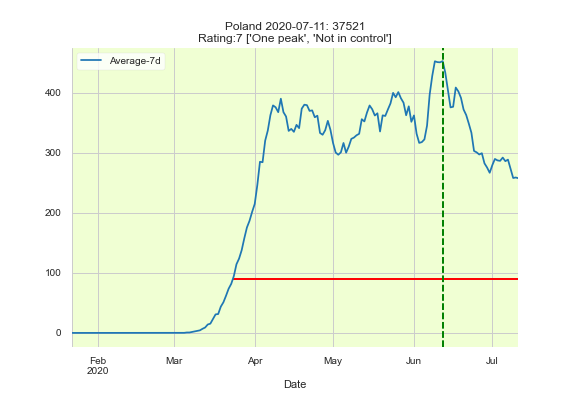 Poland 2020-07-11: 37521
Rating:7 ['One peak', 'Not in control']
Average-7d
400
300
200
100
0
Feb
2020
Mar
Apr
May
Jun
Jul
Date